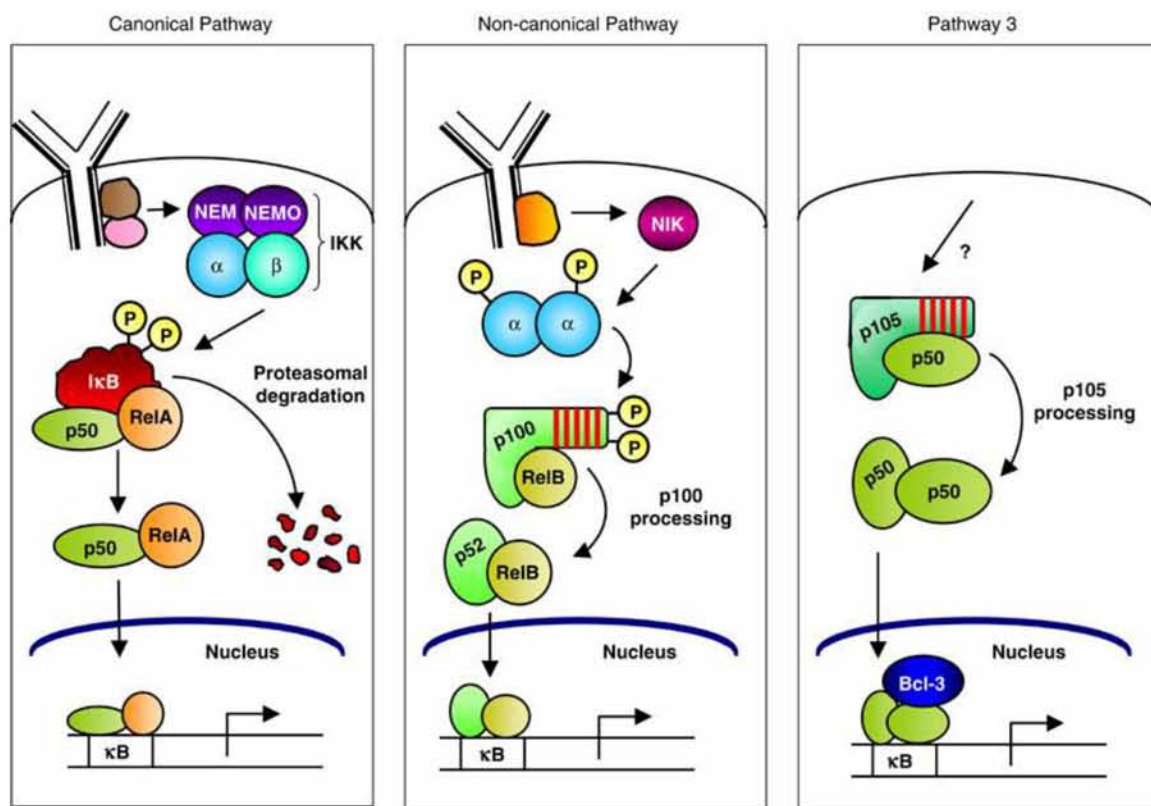 Canonical Pathway
NEM NEMO
IKK
α β
P
P
IκB
RelA
p50
Proteasomal
degradation
p50
RelA
Nucleus
κB
Non-canonical Pathway
NIK
P
P
α α
p100
P
P
RelB
p100
processing
p52
RelB
Nucleus
κB
Pathway 3
?
p105
p50
p105
processing
p50
p50
Nucleus
Bcl-3
κB